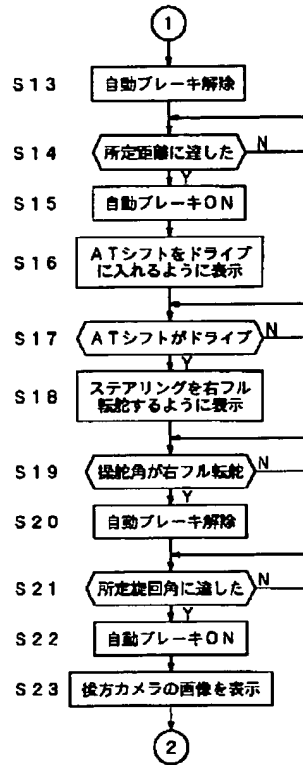 1
S13 自動ブレーキ解除
S14 所定距離に達した N
Y
S15 自動ブレーキON
S16 ATシフトをドライブ
に入れるように表示
S17 ATシフトがドライブ N
Y
S18 ステアリングを右フル
転舵するように表示
S19 操舵角が右フル転舵 N
Y
S20 自動ブレーキ解除
S21 所定旋回角に達した N
Y
S22 自動ブレーキON
S23 後方カメラの画像を表示
2